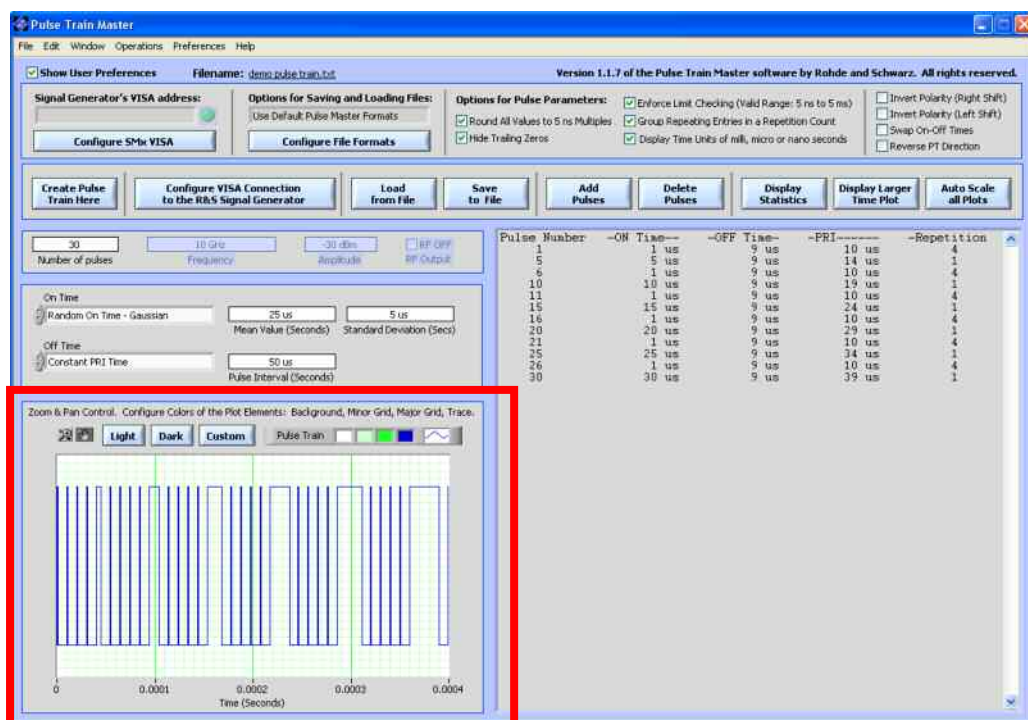 Pulse Train Master
File Edit Window Operations Preferences Help
Show User Preferences Filename: demo pulse train.txt Version 1.1.7 of the Pulse Train Master software by Rohde and Schwarz. All rights reserved.
Signal Generator's VISA address:
Configure SMx VISA
Options for Saving and Loading Files:
Use Default Pulse Master Formats
Configure File Formats
Options for Pulse Parameters:
Round All Values to 5 ns Multiples
Hide Trailing Zeros
Enforce Limit Checking (Valid Range: 5 ns to 5 ms)
Group Repeating Entries in a Repetition Count
Display Time Units of milli, micro or nano seconds
Invert Polarity (Right Shift)
Invert Polarity (Left Shift)
Swap On-Off Times
Reverse PT Direction
Create Pulse
Train Here
Configure VISA Connection
to the R&S Signal Generator
Load
from File
Save
to File
Add
Pulses
Delete
Pulses
Display
Statistics
Display Larger
Time Plot
Auto Scale
all Plots
30 10 GHz -30 dBm RF OFF
Number of pulses Frequency Amplitude RF Output
On Time
Random On Time - Gaussian 25 us 5 us
Mean Value (Seconds) Standard Deviation (Secs)
Off Time
Constant PRI Time 50 us
Pulse Interval (Seconds)
Pulse Number -ON Time-- -OFF Time- -PRI------ -Repetition
1 1 us 9 us 10 us 4
5 5 us 9 us 14 us 1
6 1 us 9 us 10 us 4
10 10 us 9 us 19 us 1
11 1 us 9 us 10 us 4
15 15 us 9 us 24 us 1
16 1 us 9 us 10 us 4
20 20 us 9 us 29 us 1
21 1 us 9 us 10 us 4
25 25 us 9 us 34 us 1
26 1 us 9 us 10 us 4
30 30 us 9 us 39 us 1
Zoom & Pan Control. Configure Colors of the Plot Elements: Background, Minor Grid, Major Grid, Trace.
Light Dark Custom Pulse Train
0 0.0001 0.0002 0.0003 0.0004
Time (Seconds)